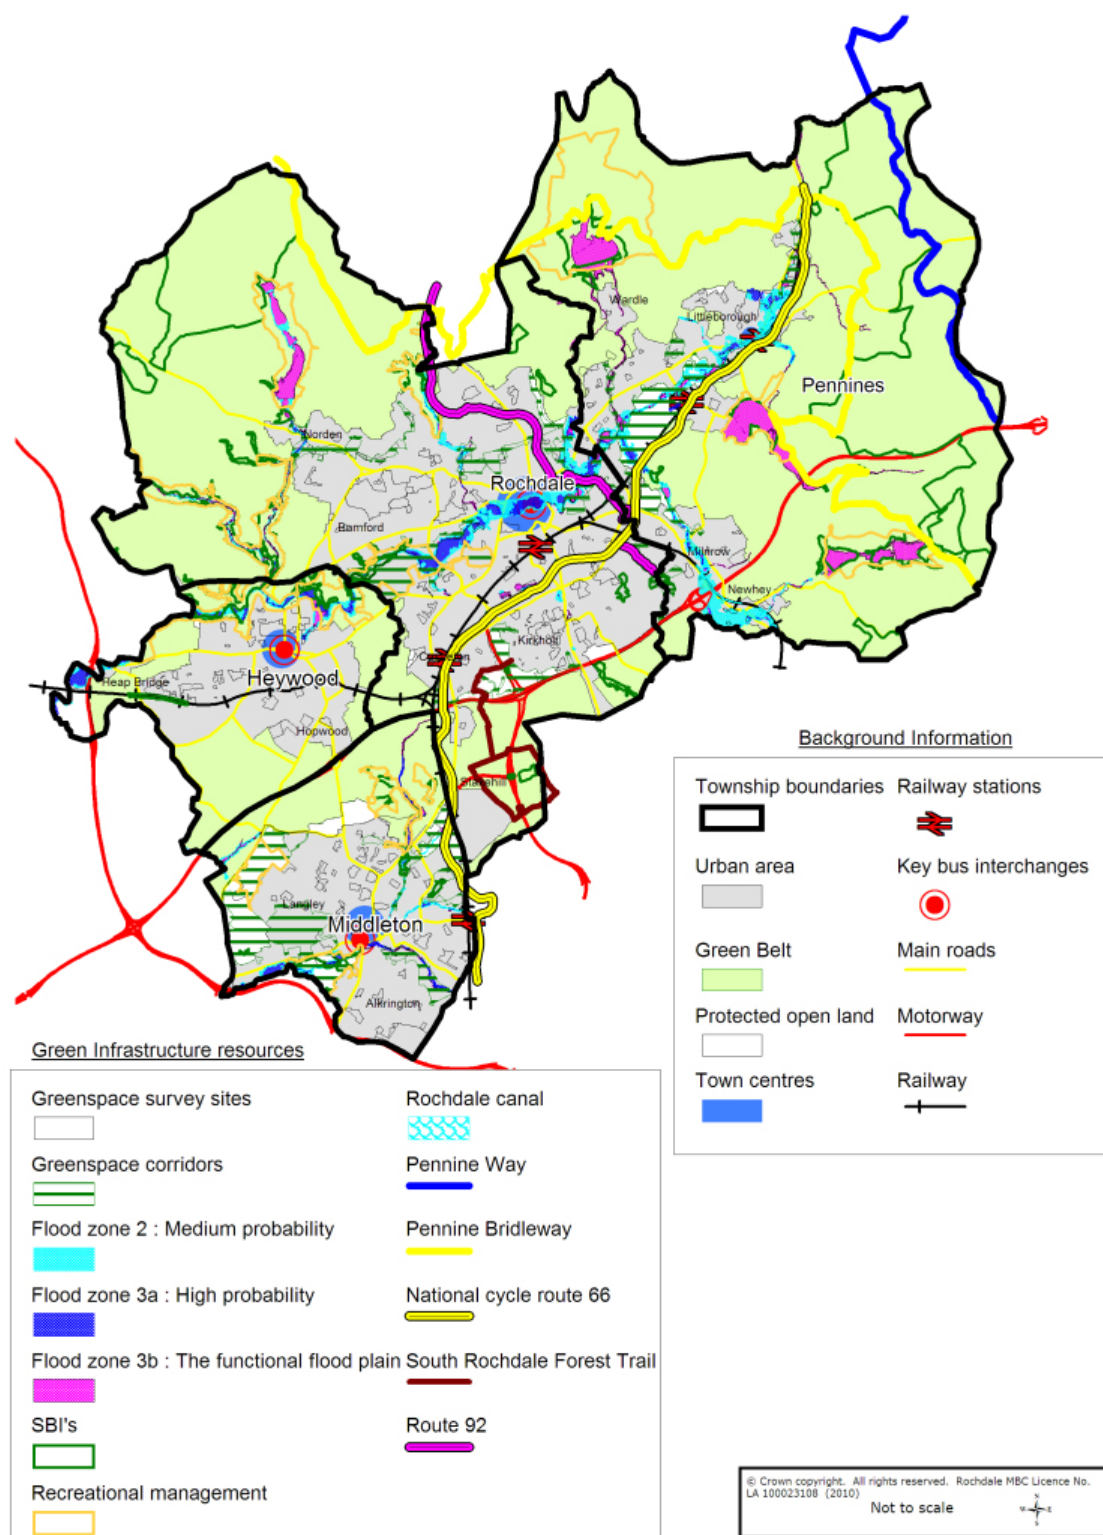 Wardle
Littleborough
Pennines
Norden
Rochdale
Bamford
Milnrow
Newhey
Kirkholt
Heap Bridge
Heywood
Hopwood
Slattocks
Langley
Middleton
Alkrington
Background Information
Township boundaries
Railway stations
Urban area
Key bus interchanges
Green Belt
Main roads
Protected open land
Motorway
Town centres
Railway
Green Infrastructure resources
Greenspace survey sites
Rochdale canal
Greenspace corridors
Pennine Way
Flood zone 2 : Medium probability
Pennine Bridleway
Flood zone 3a : High probability
National cycle route 66
Flood zone 3b : The functional flood plain
South Rochdale Forest Trail
SBI's
Route 92
Recreational management
© Crown copyright. All rights reserved. Rochdale MBC Licence No.
LA 100023108 (2010)
Not to scale
N
W
E
S